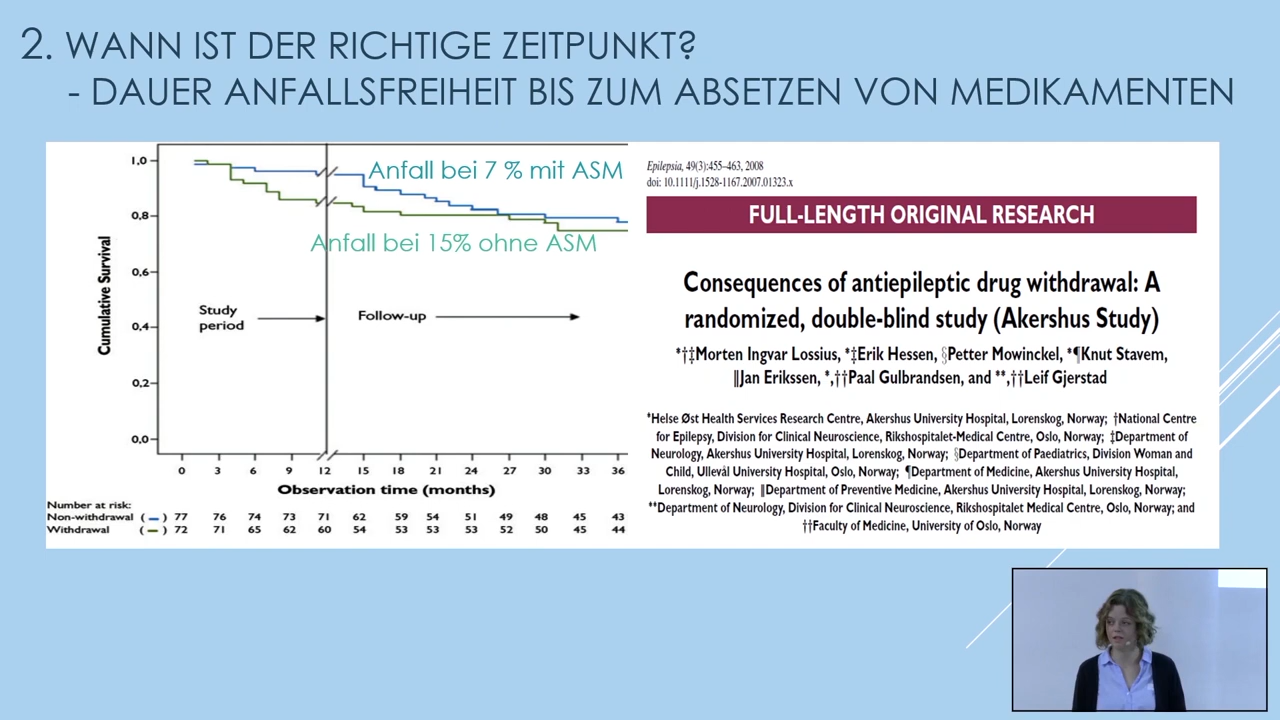 2. WANN IST DER RICHTIGE ZEITPUNKT?
- DAUER ANFALLSFREIHEIT BIS ZUM ABSETZEN VON MEDIKAMENTEN
Cumulative Survival
1,0
0,8
0,6
0,4
0,2
0,0
Anfall bei 7 % mit ASM
Anfall bei 15% ohne ASM
Study
period
Follow-up
0 3 6 9 12 15 18 21 24 27 30 33 36
Observation time (months)
Number at risk:
Non-withdrawal ( – ) 77 76 74 73 71 62 59 54 51 49 48 45 43
Withdrawal ( – ) 72 71 65 62 60 54 53 53 53 52 50 45 44
Epilepsia, 49(3):455–463, 2008
doi: 10.1111/j.1528-1167.2007.01323.x
FULL-LENGTH ORIGINAL RESEARCH
Consequences of antiepileptic drug withdrawal: A
randomized, double-blind study (Akershus Study)
*†‡Morten Ingvar Lossius, *‡Erik Hessen, §Petter Mowinckel, *¶Knut Stavem,
∥Jan Erikssen, *,††Paal Gulbrandsen, and **,††Leif Gjerstad
*Helse Øst Health Services Research Centre, Akershus University Hospital, Lorenskog, Norway; †National Centre
for Epilepsy, Division for Clinical Neuroscience, Rikshospitalet-Medical Centre, Oslo, Norway; ‡Department of
Neurology, Akershus University Hospital, Lorenskog, Norway; §Department of Paediatrics, Division Woman and
Child, Ullevål University Hospital, Oslo, Norway; ¶Department of Medicine, Akershus University Hospital,
Lorenskog, Norway; ∥Department of Preventive Medicine, Akershus University Hospital, Lorenskog, Norway;
**Department of Neurology, Division for Clinical Neuroscience, Rikshospitalet Medical Centre, Oslo, Norway; and
††Faculty of Medicine, University of Oslo, Norway